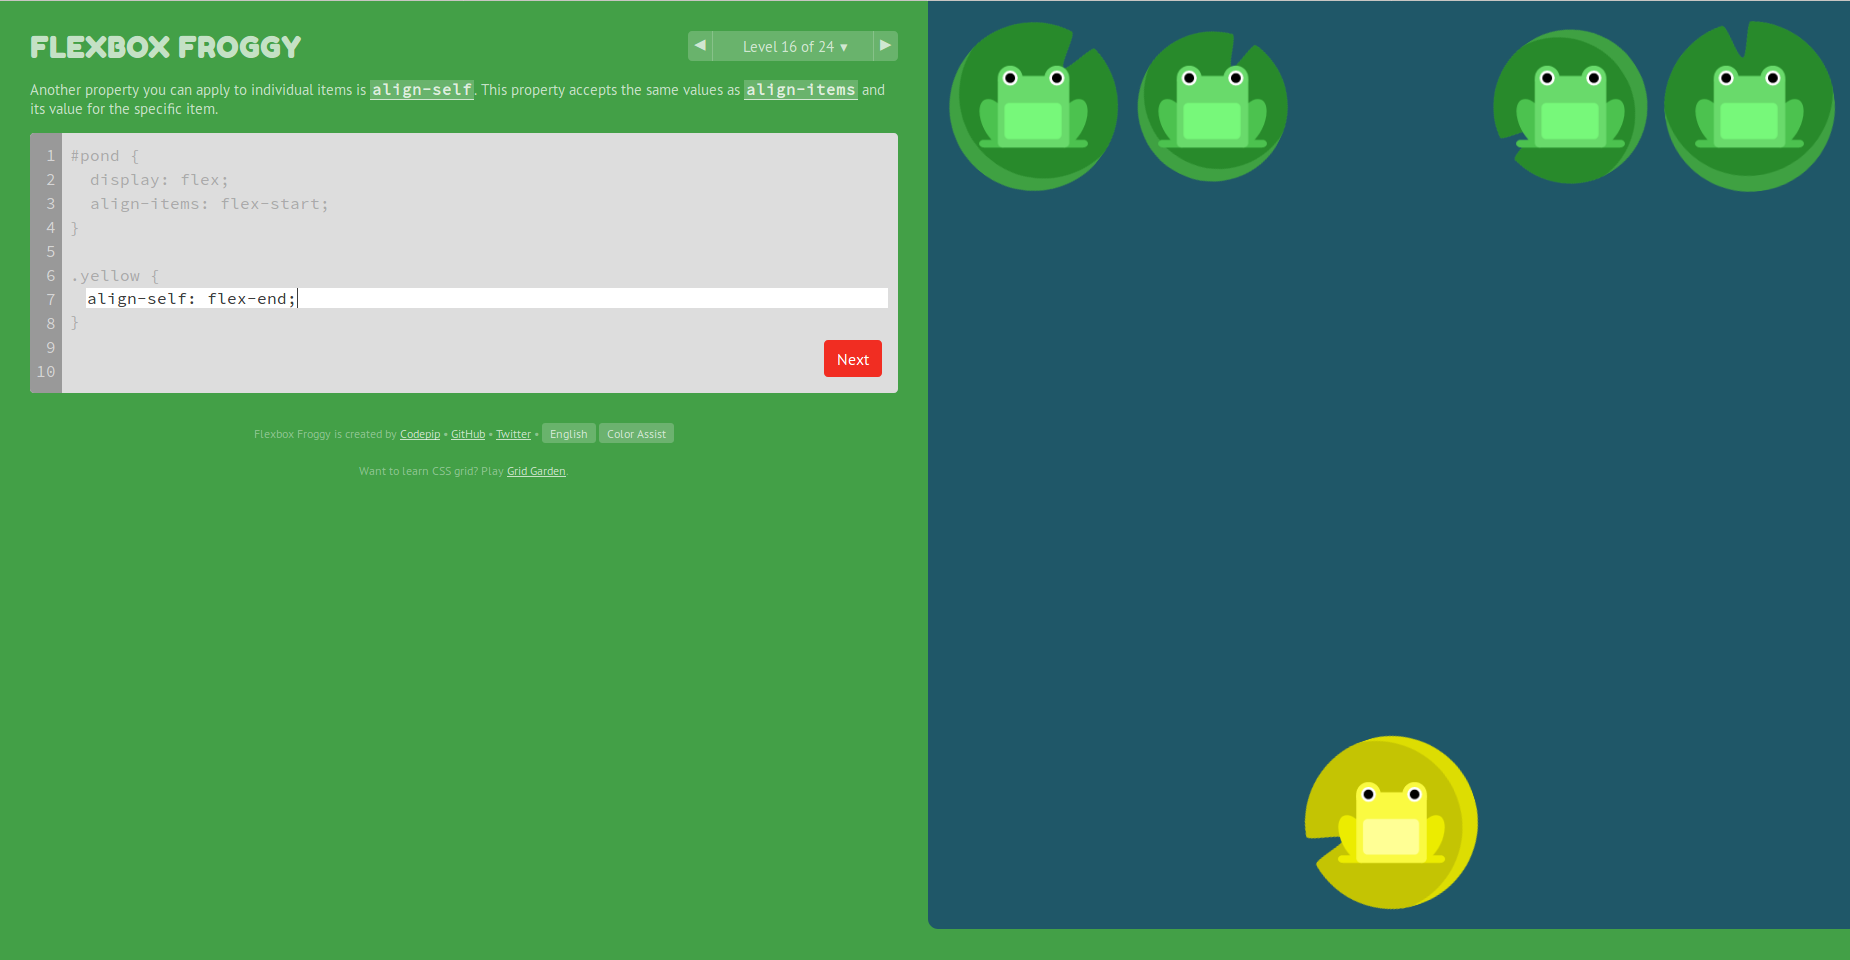 FLEXBOX FROGGY
◀ Level 16 of 24 ▼ ▶
Another property you can apply to individual items is align-self. This property accepts the same values as align-items and
its value for the specific item.
1 #pond {
2 display: flex;
3 align-items: flex-start;
4 }
5
6 .yellow {
7 align-self: flex-end;
8 }
9
10
Next
Flexbox Froggy is created by Codepip • GitHub • Twitter • English Color Assist
Want to learn CSS grid? Play Grid Garden.